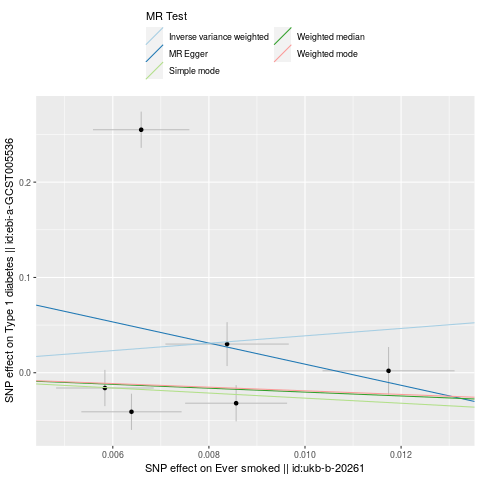 MR Test
Inverse variance weighted
Weighted median
MR Egger
Weighted mode
Simple mode
SNP effect on Type 1 diabetes || id:ebi-a-GCST005536
0.2
0.1
0.0
0.006
0.008
0.010
0.012
SNP effect on Ever smoked || id:ukb-b-20261